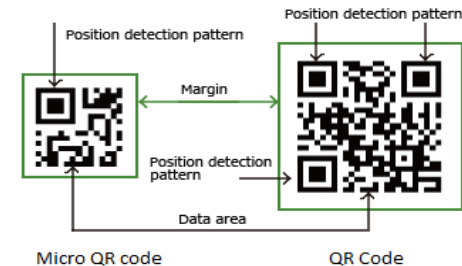 Position detection pattern
Position detection pattern
Margin
Position detection
pattern
Data area
Micro QR code
QR Code